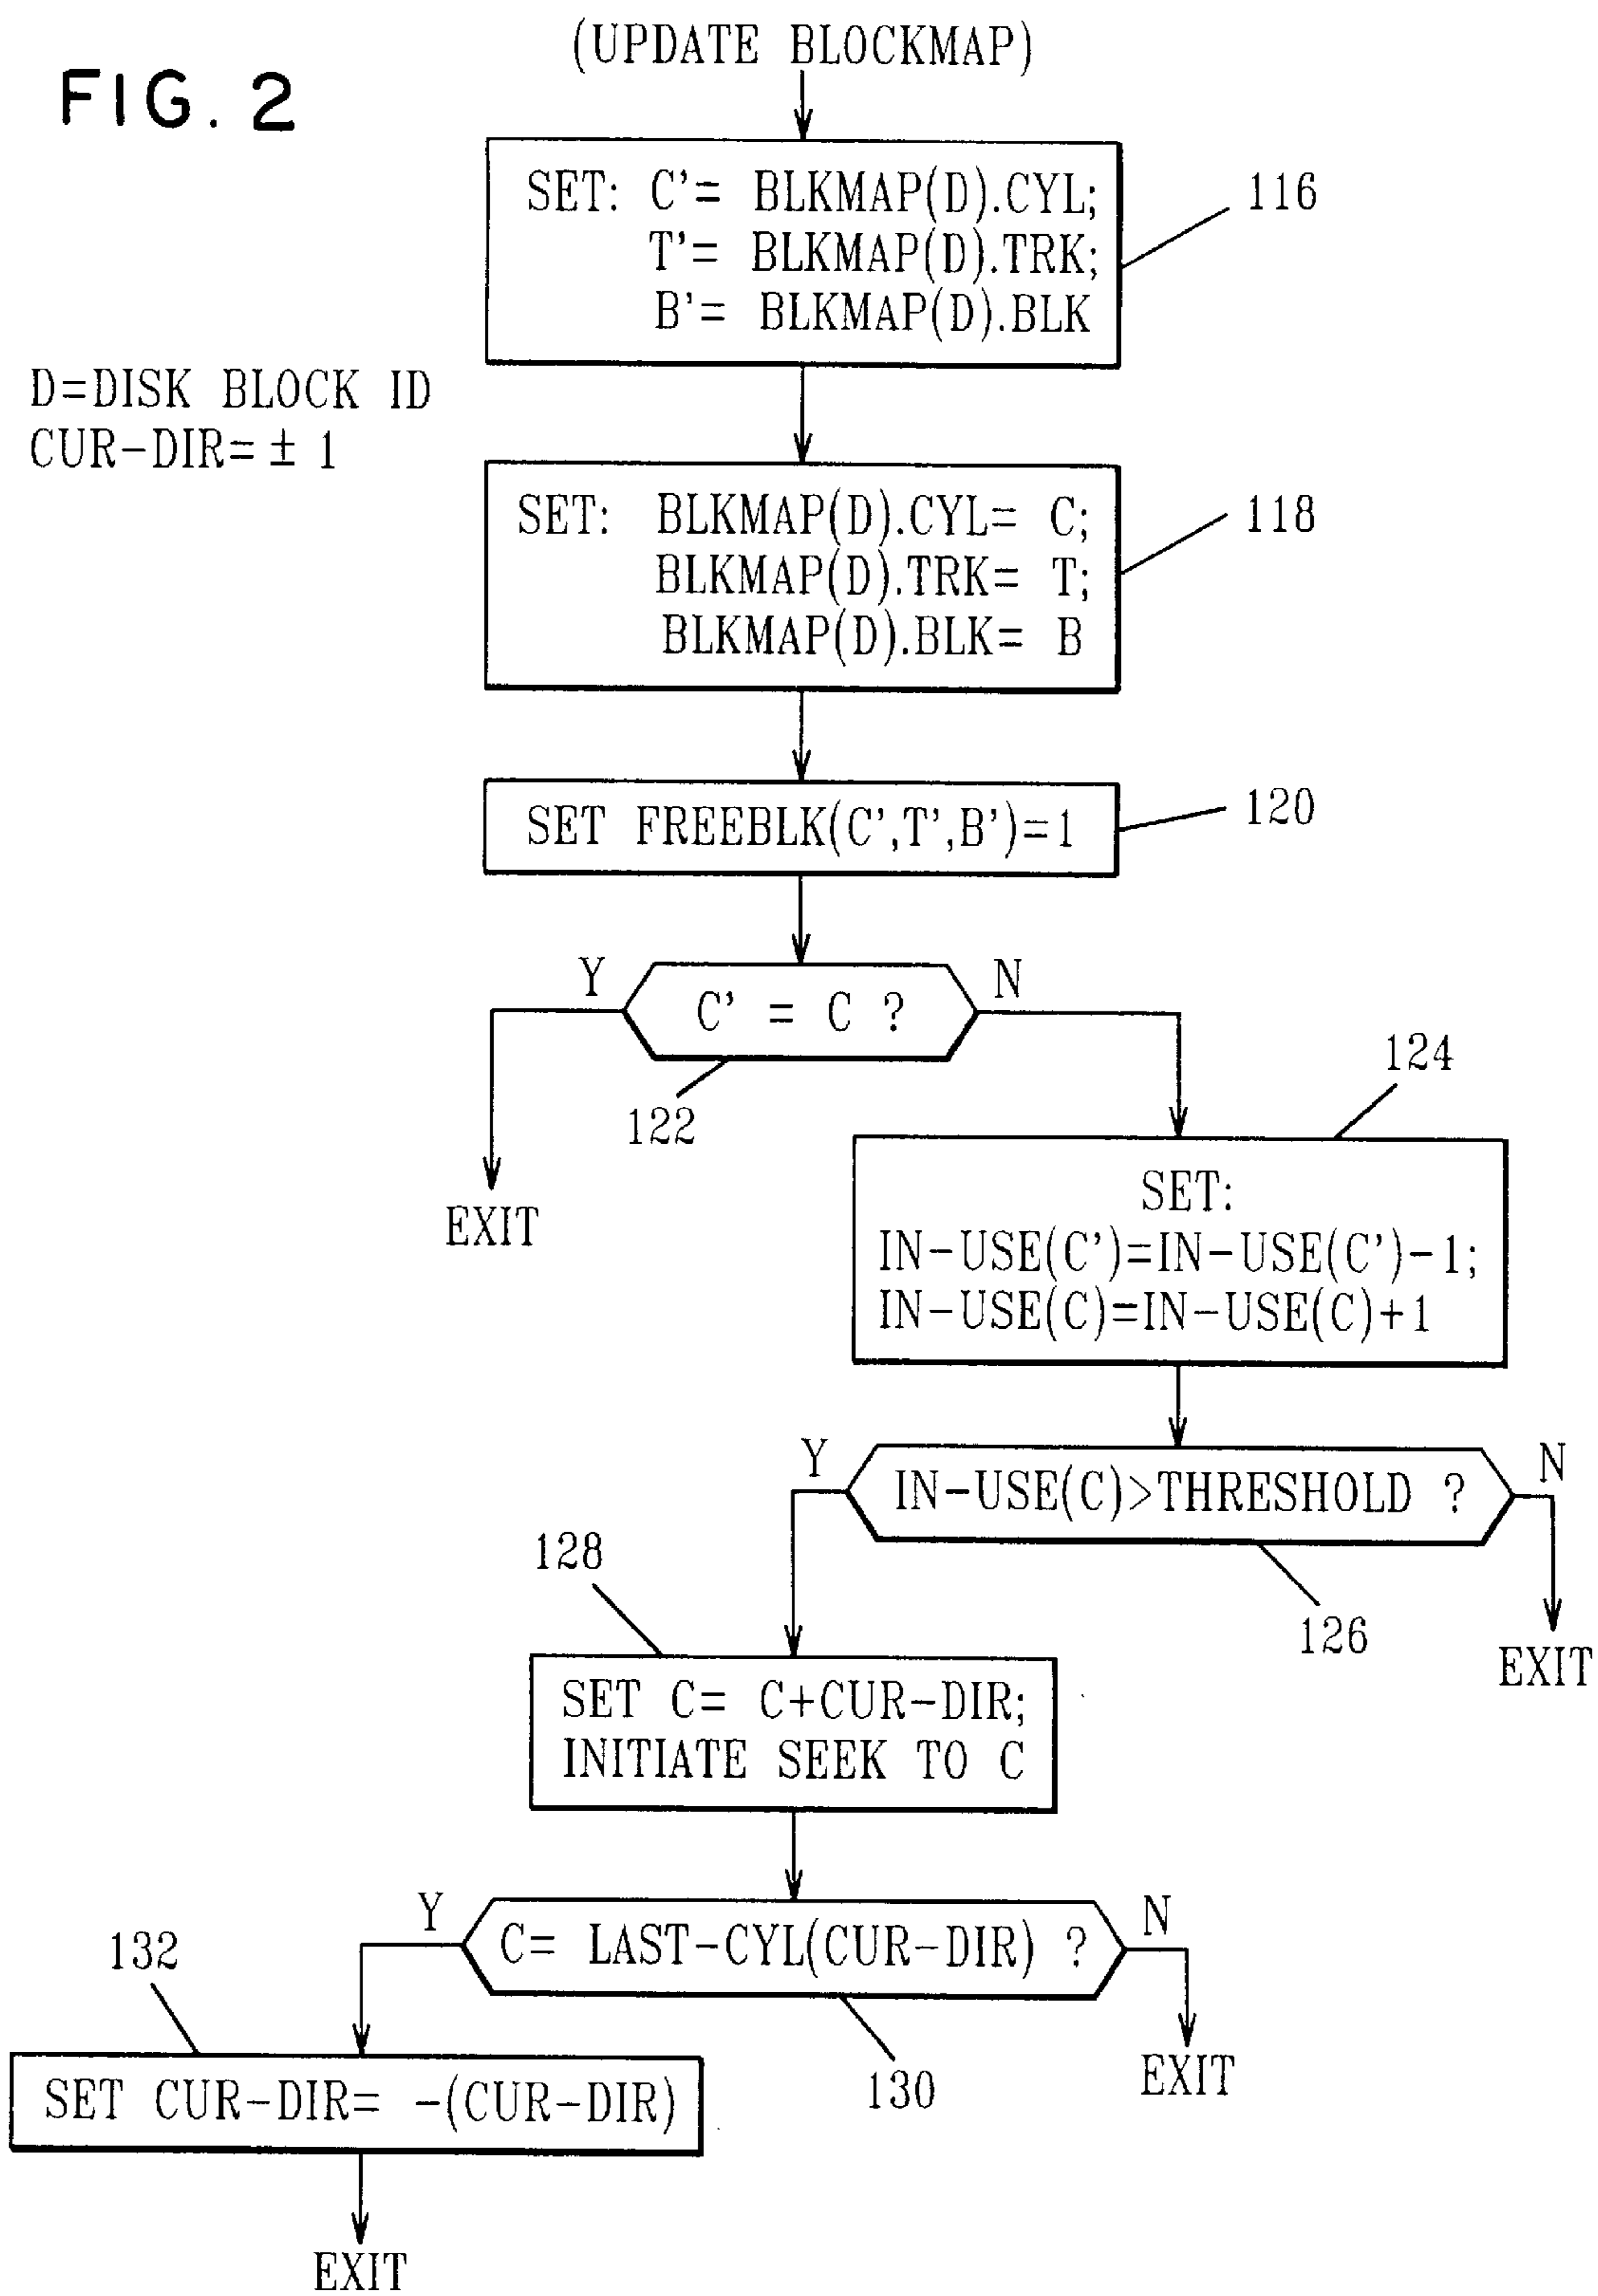 (UPDATE BLOCKMAP)
FIG. 2
SET: C'= BLKMAP(D).CYL;
T'= BLKMAP(D).TRK;
B'= BLKMAP(D).BLK
116
D=DISK BLOCK ID
CUR-DIR= ± 1
SET: BLKMAP(D).CYL= C;
BLKMAP(D).TRK= T;
BLKMAP(D).BLK= B
118
SET FREEBLK(C',T',B')=1
120
Y
C' = C ?
N
122
EXIT
124
SET:
IN-USE(C')=IN-USE(C')-1;
IN-USE(C)=IN-USE(C)+1
Y
IN-USE(C)>THRESHOLD ?
N
126
EXIT
128
SET C= C+CUR-DIR;
INITIATE SEEK TO C
Y
C= LAST-CYL(CUR-DIR) ?
N
130
EXIT
132
SET CUR-DIR= -(CUR-DIR)
EXIT